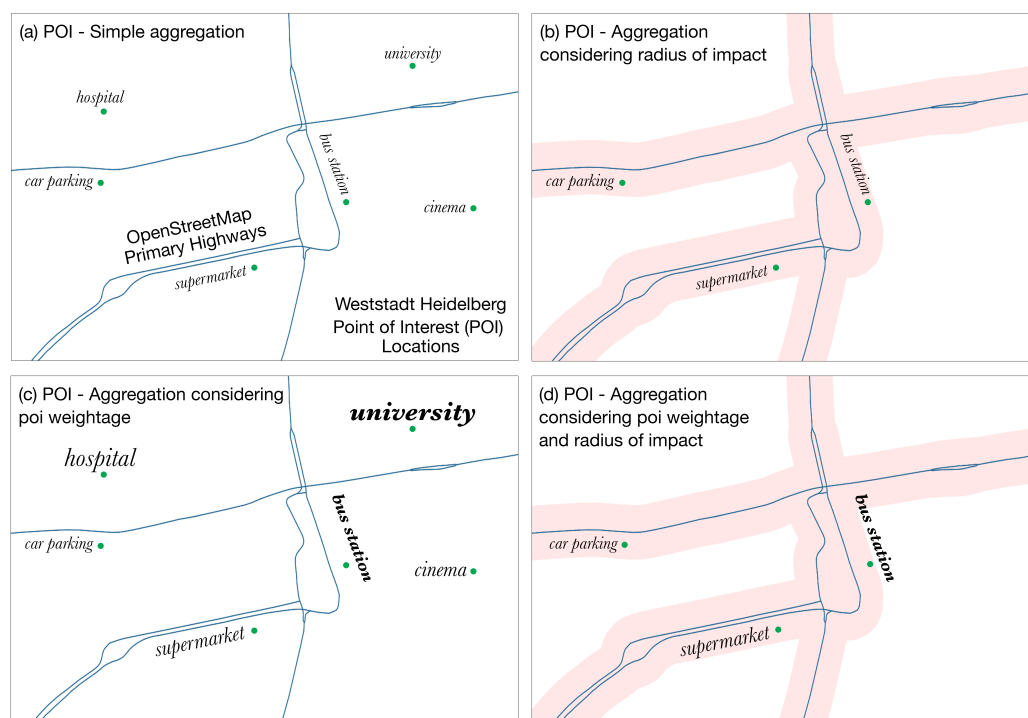 (a) POI - Simple aggregation
university
hospital
bus station
car parking
cinema
OpenStreetMap
Primary Highways
supermarket
Weststadt Heidelberg
Point of Interest (POI)
Locations
(b) POI - Aggregation
considering radius of impact
bus station
car parking
supermarket
(c) POI - Aggregation considering
poi weightage
university
hospital
bus station
car parking
cinema
supermarket
(d) POI - Aggregation
considering poi weightage
and radius of impact
bus station
car parking
supermarket